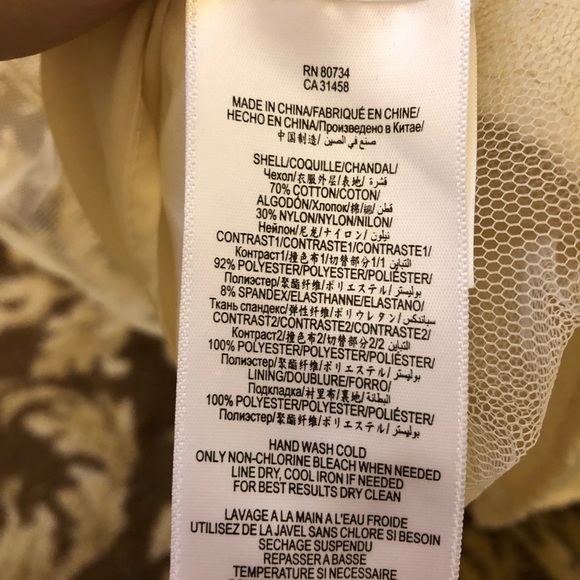 RN 80734
CA 31458
MADE IN CHINA/FABRIQUÉ EN CHINE/
HECHO EN CHINA/Произведено в Китае/
中国制造/ صنع في الصين
SHELL/COQUILLE/CHANDAL/
Чехол/衣服外层/表地/ قشرة
70% COTTON/COTON/
ALGODÓN/Хлопок/棉/綿/ قطن
30% NYLON/NYLON/NILON/
Нейлон/尼龙/ナイロン/ نيلون
CONTRAST1/CONTRASTE1/CONTRASTE1/
Контраст1/撞色布1/切替部分1/ التباين 1
92% POLYESTER/POLYESTER/POLIÉSTER/
Полиэстер/聚酯纤维/ポリエステル/ بوليستر
8% SPANDEX/ELASTHANNE/ELASTANO/
Ткань спандекс/弹性纤维/ポリウレタン/ سباندكس
CONTRAST2/CONTRASTE2/CONTRASTE2/
Контраст2/撞色布2/切替部分2/ التباين 2
100% POLYESTER/POLYESTER/POLIÉSTER/
Полиэстер/聚酯纤维/ポリエステル/ بوليستر
LINING/DOUBLURE/FORRO/
Подкладка/衬里布/裏地/ البطانة
100% POLYESTER/POLYESTER/POLIÉSTER/
Полиэстер/聚酯纤维/ポリエステル/ بوليستر
HAND WASH COLD
ONLY NON-CHLORINE BLEACH WHEN NEEDED
LINE DRY, COOL IRON IF NEEDED
FOR BEST RESULTS DRY CLEAN
LAVAGE A LA MAIN A L'EAU FROIDE
UTILISEZ DE LA JAVEL SANS CHLORE SI BESOIN
SECHAGE SUSPENDU
REPASSER A BASSE
TEMPERATURE SI NECESSAIRE